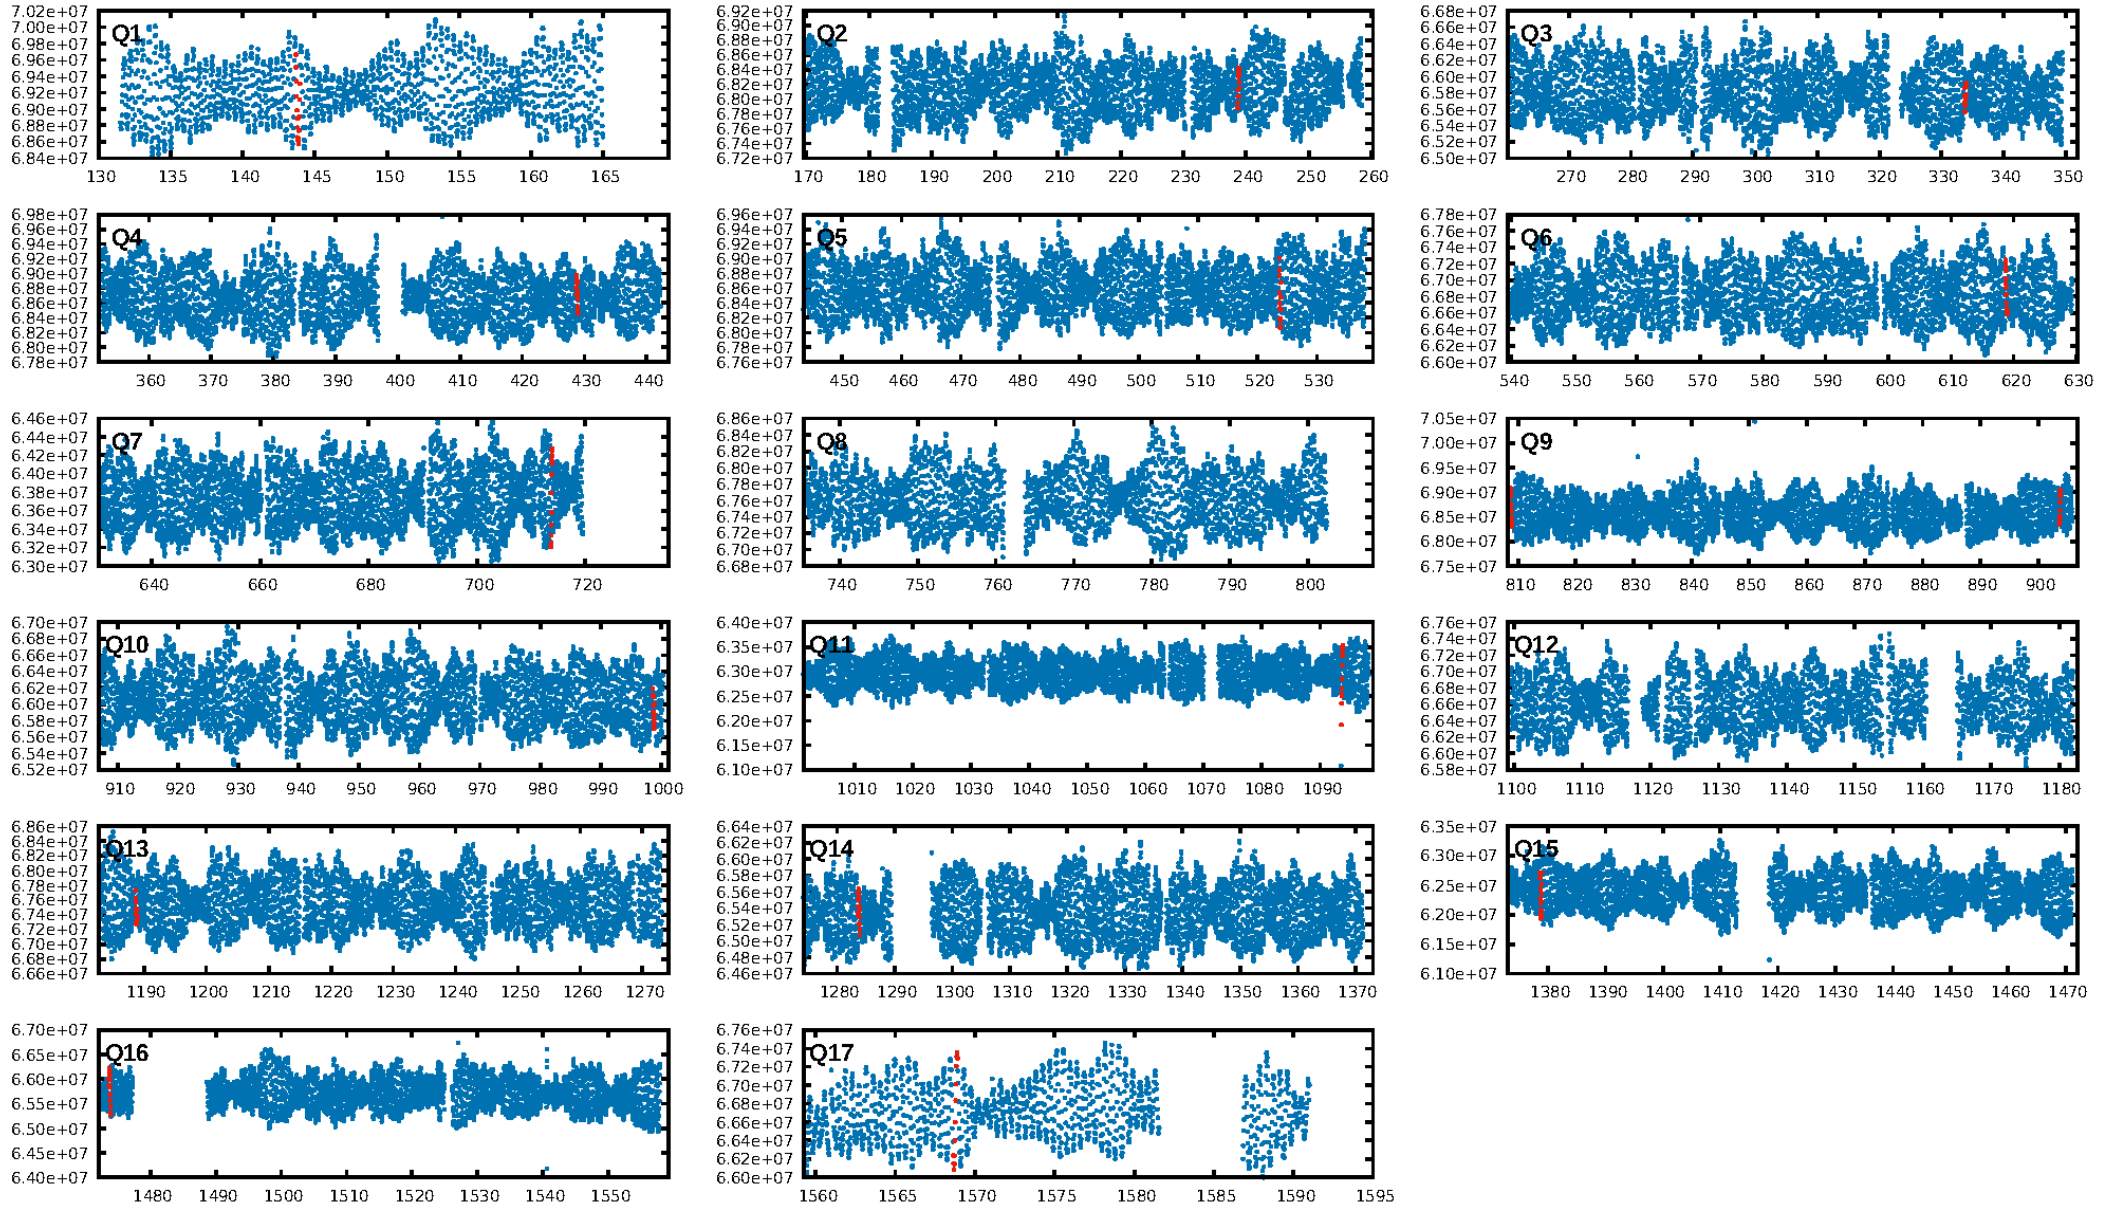 7.02e+07
7.00e+07
6.98e+07
6.96e+07
6.94e+07
6.92e+07
6.90e+07
6.88e+07
6.86e+07
6.84e+07
Q1
130 135 140 145 150 155 160 165
6.92e+07
6.90e+07
6.88e+07
6.86e+07
6.84e+07
6.82e+07
6.80e+07
6.78e+07
6.76e+07
6.74e+07
6.72e+07
Q2
170 180 190 200 210 220 230 240 250 260
6.68e+07
6.66e+07
6.64e+07
6.62e+07
6.60e+07
6.58e+07
6.56e+07
6.54e+07
6.52e+07
6.50e+07
Q3
270 280 290 300 310 320 330 340 350
6.98e+07
6.96e+07
6.94e+07
6.92e+07
6.90e+07
6.88e+07
6.86e+07
6.84e+07
6.82e+07
6.80e+07
6.78e+07
Q4
360 370 380 390 400 410 420 430 440
6.96e+07
6.94e+07
6.92e+07
6.90e+07
6.88e+07
6.86e+07
6.84e+07
6.82e+07
6.80e+07
6.78e+07
6.76e+07
Q5
450 460 470 480 490 500 510 520 530
6.78e+07
6.76e+07
6.74e+07
6.72e+07
6.70e+07
6.68e+07
6.66e+07
6.64e+07
6.62e+07
6.60e+07
Q6
540 550 560 570 580 590 600 610 620 630
6.46e+07
6.44e+07
6.42e+07
6.40e+07
6.38e+07
6.36e+07
6.34e+07
6.32e+07
6.30e+07
Q7
640 660 680 700 720
6.86e+07
6.84e+07
6.82e+07
6.80e+07
6.78e+07
6.76e+07
6.74e+07
6.72e+07
6.70e+07
6.68e+07
Q8
740 750 760 770 780 790 800
7.05e+07
7.00e+07
6.95e+07
6.90e+07
6.85e+07
6.80e+07
6.75e+07
Q9
810 820 830 840 850 860 870 880 890 900
6.70e+07
6.68e+07
6.66e+07
6.64e+07
6.62e+07
6.60e+07
6.58e+07
6.56e+07
6.54e+07
6.52e+07
Q10
910 920 930 940 950 960 970 980 990 1000
6.40e+07
6.35e+07
6.30e+07
6.25e+07
6.20e+07
6.15e+07
6.10e+07
Q11
1010 1020 1030 1040 1050 1060 1070 1080 1090
6.76e+07
6.74e+07
6.72e+07
6.70e+07
6.68e+07
6.66e+07
6.64e+07
6.62e+07
6.60e+07
6.58e+07
Q12
1100 1110 1120 1130 1140 1150 1160 1170 1180
6.86e+07
6.84e+07
6.82e+07
6.80e+07
6.78e+07
6.76e+07
6.74e+07
6.72e+07
6.70e+07
6.68e+07
6.66e+07
Q13
1190 1200 1210 1220 1230 1240 1250 1260 1270
6.64e+07
6.62e+07
6.60e+07
6.58e+07
6.56e+07
6.54e+07
6.52e+07
6.50e+07
6.48e+07
6.46e+07
Q14
1280 1290 1300 1310 1320 1330 1340 1350 1360 1370
6.35e+07
6.30e+07
6.25e+07
6.20e+07
6.15e+07
6.10e+07
Q15
1380 1390 1400 1410 1420 1430 1440 1450 1460 1470
6.70e+07
6.65e+07
6.60e+07
6.55e+07
6.50e+07
6.45e+07
6.40e+07
Q16
1480 1490 1500 1510 1520 1530 1540 1550
6.76e+07
6.74e+07
6.72e+07
6.70e+07
6.68e+07
6.66e+07
6.64e+07
6.62e+07
6.60e+07
Q17
1560 1565 1570 1575 1580 1585 1590 1595